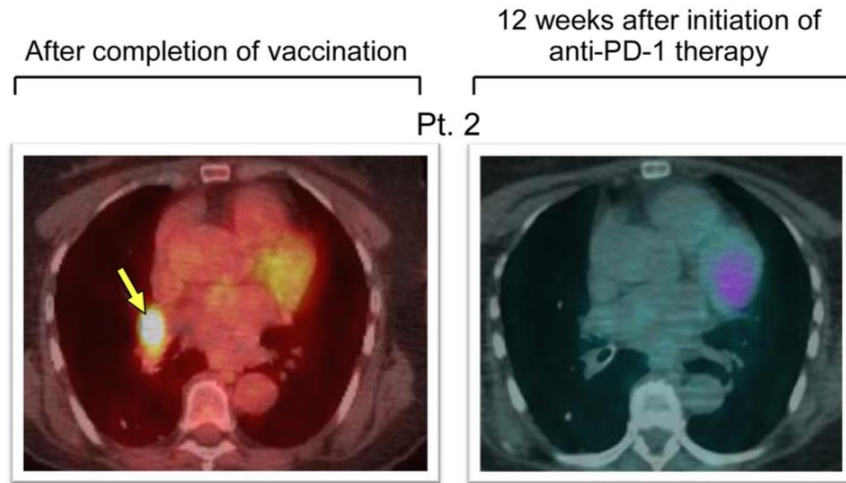 After completion of vaccination
12 weeks after initiation of
anti-PD-1 therapy
Pt. 2